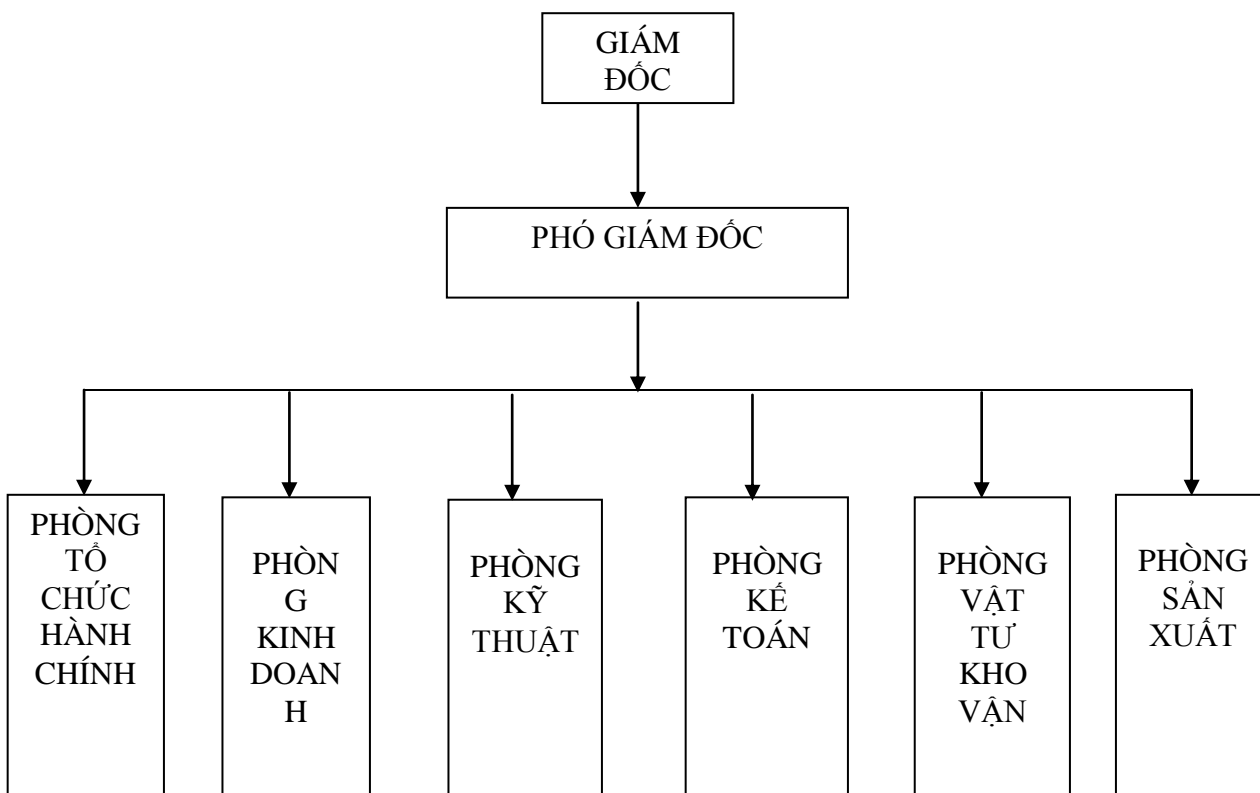 GIÁM
ĐỐC
PHÓ GIÁM ĐỐC
PHÒNG
TỔ
CHỨC
HÀNH
CHÍNH
PHÒN
G
KINH
DOAN
H
PHÒNG
KỸ
THUẬT
PHÒNG
KẾ
TOÁN
PHÒNG
VẬT
TƯ
KHO
VẬN
PHÒNG
SẢN
XUẤT